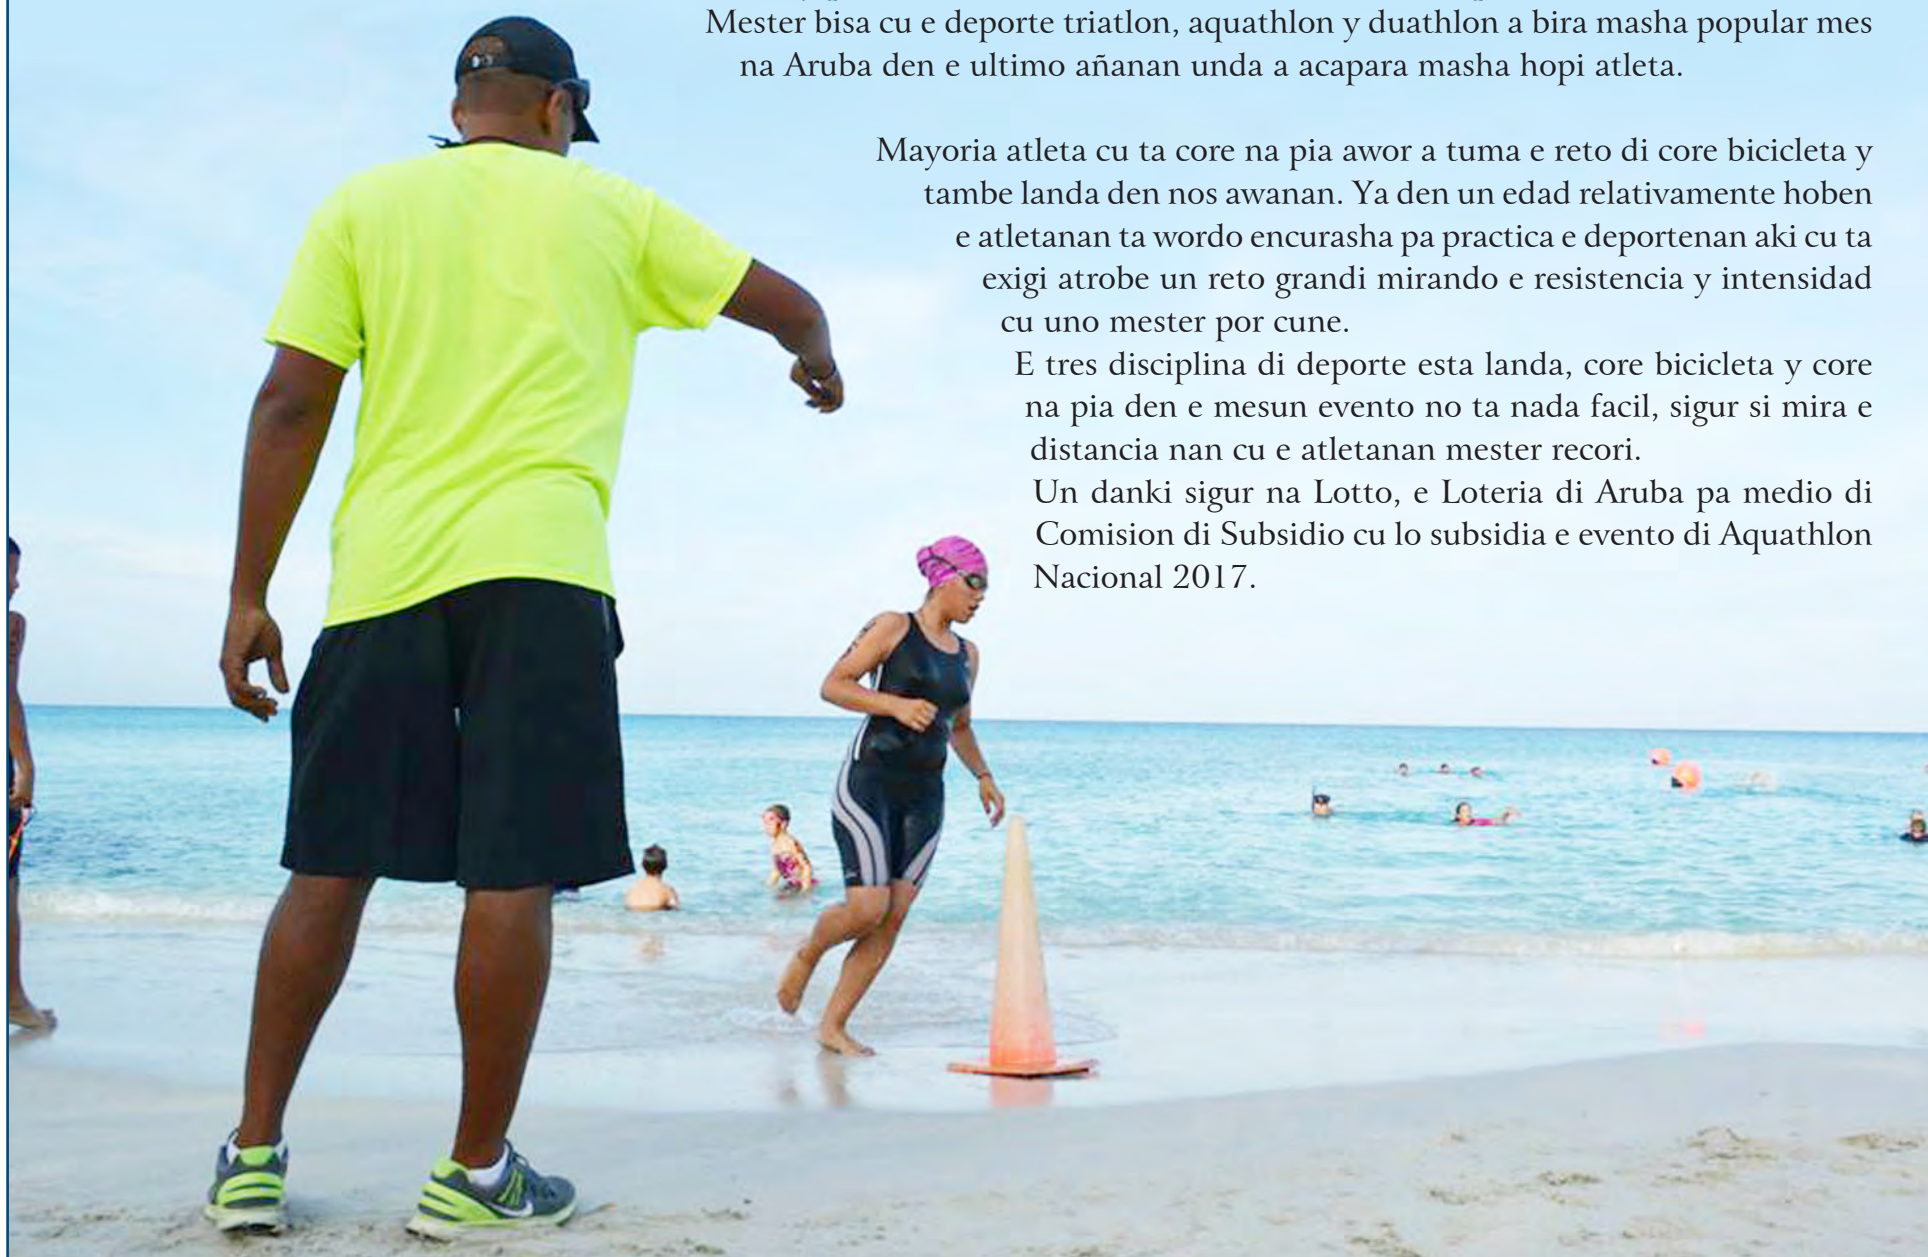 Mester bisa cu e deporte triatlon, aquathlon y duathlon a bira masha popular mes
na Aruba den e ultimo añanan unda a acapara masha hopi atleta.
Mayoria atleta cu ta core na pia awor a tuma e reto di core bicicleta y
tambe landa den nos awanan. Ya den un edad relativamente hoben
e atletanan ta wordo encurasha pa practica e deportenan aki cu ta
exigi atrobe un reto grandi mirando e resistencia y intensidad
cu uno mester por cune.
E tres disciplina di deporte esta landa, core bicicleta y core
na pia den e mesun evento no ta nada facil, sigur si mira e
distancia nan cu e atletanan mester recori.
Un danki sigur na Lotto, e Loteria di Aruba pa medio di
Comision di Subsidio cu lo subsidia e evento di Aquathlon
Nacional 2017.